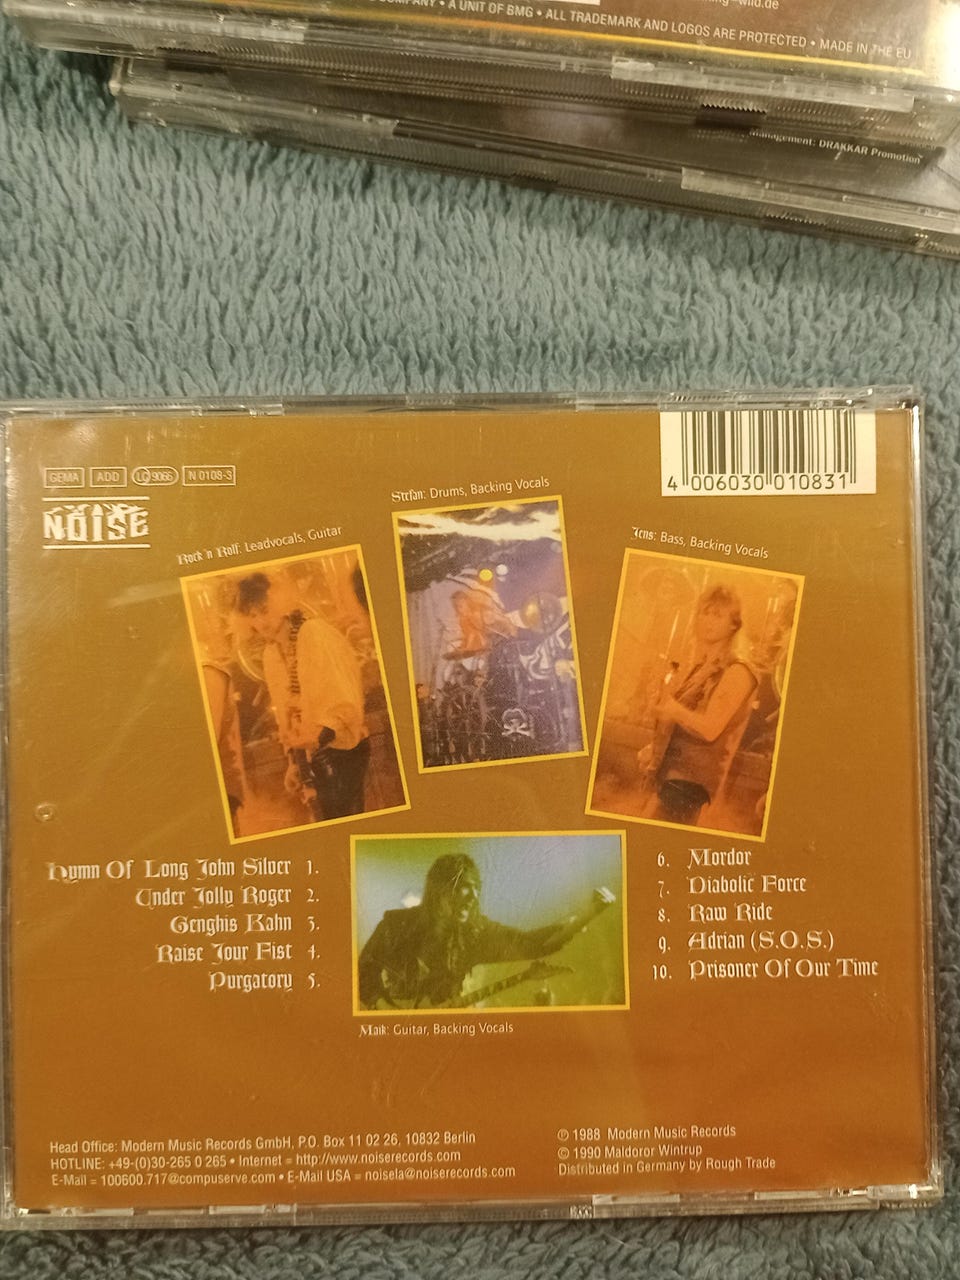 COMPANY • A UNIT OF BMG • ALL TRADEMARK AND LOGOS ARE PROTECTED • MADE IN THE EU
Management: DRAKKAR Promotion
GEMA ADD LC 9066 N 0108-3
NOISE
4 006030 010831
Stefan: Drums, Backing Vocals
Rock'n Rolf: Leadvocals, Guitar
Jens: Bass, Backing Vocals
Hymn Of Long John Silver 1.
Under Jolly Roger 2.
Genghis Kahn 3.
Raise Your Fist 4.
Purgatory 5.
6. Mordor
7. Diabolic Force
8. Raw Ride
9. Adrian (S.O.S.)
10. Prisoner Of Our Time
Maik: Guitar, Backing Vocals
Head Office: Modern Music Records GmbH, P.O. Box 11 02 26, 10832 Berlin
HOTLINE: +49-(0)30-265 0 265 • Internet = http://www.noiserecords.com
E-Mail = 100600.717@compuserve.com • E-Mail USA = noisela@noiserecords.com
℗ 1988 Modern Music Records
© 1990 Maldoror Wintrup
Distributed in Germany by Rough Trade